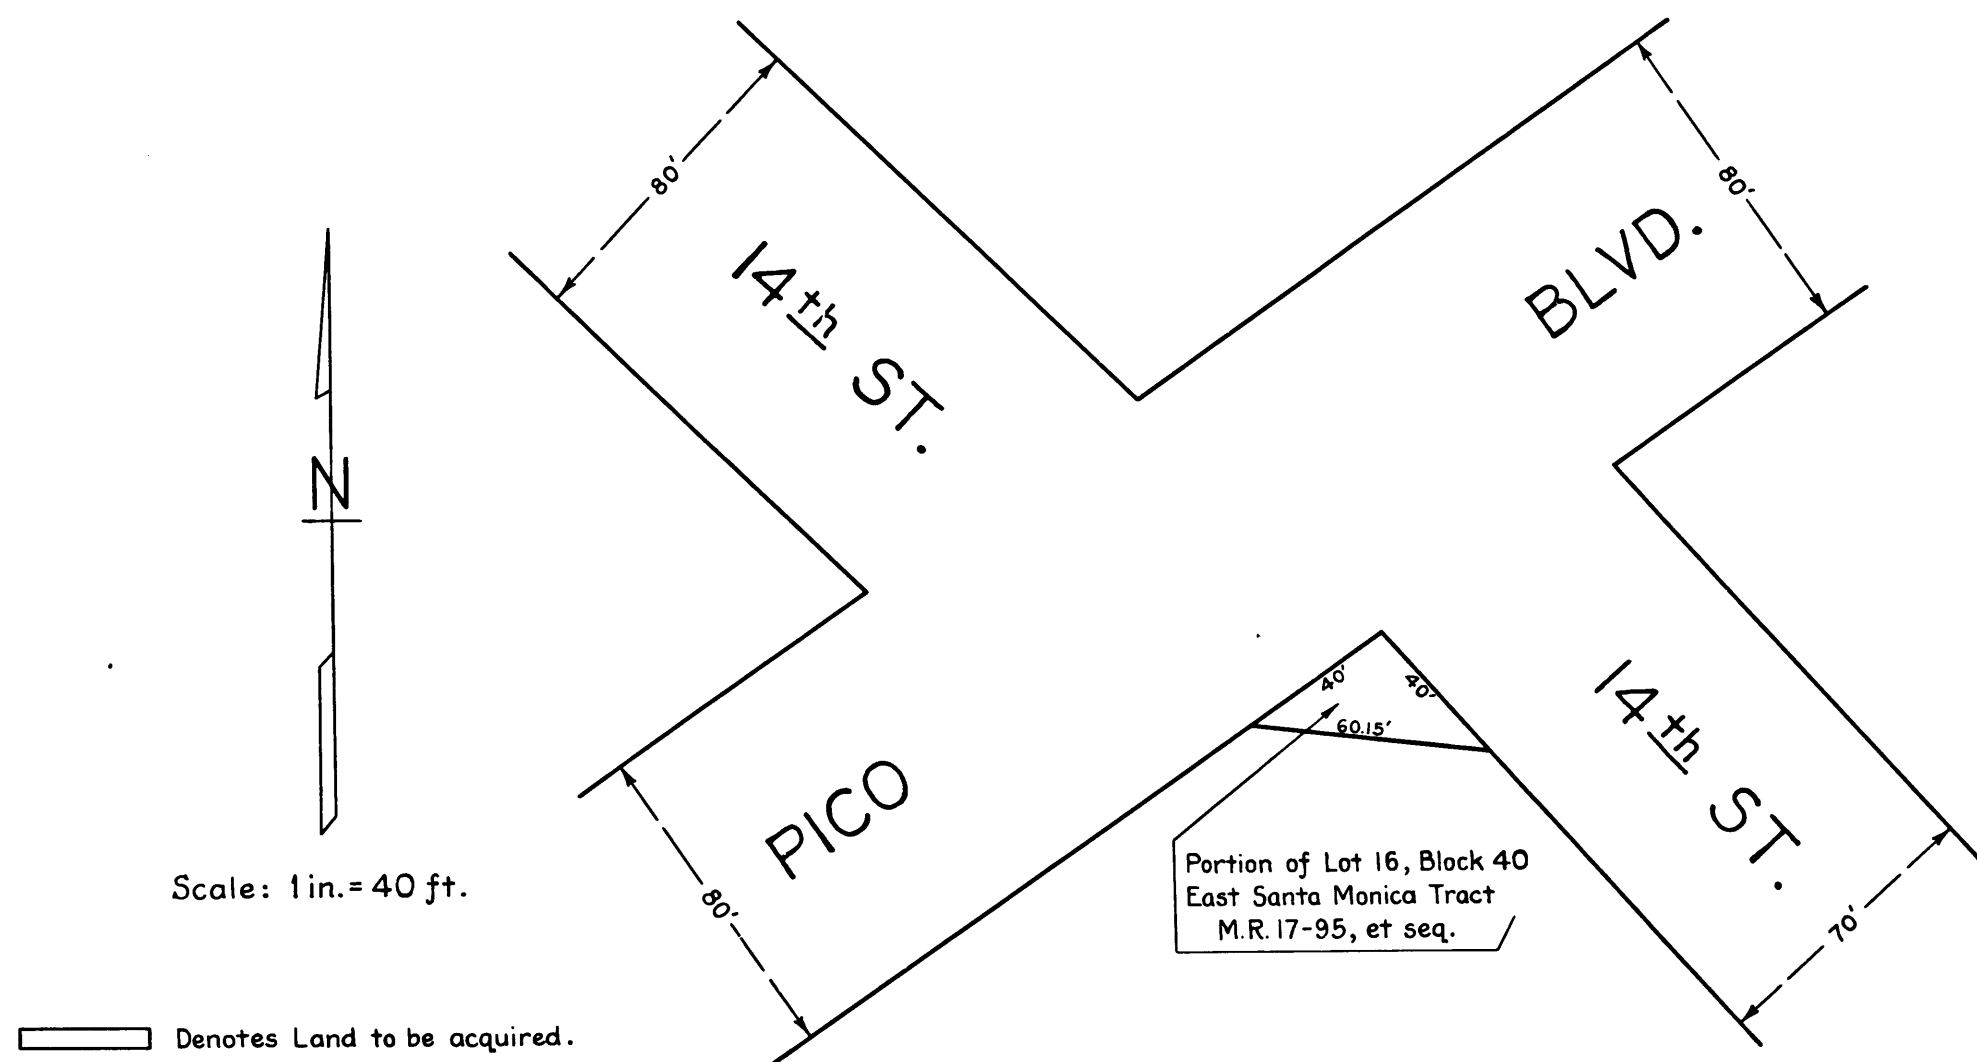 80'
14th ST.
80'
BLVD.
N
40'
40'
60.15'
14th ST.
PICO
80'
70'
Portion of Lot 16, Block 40
East Santa Monica Tract
M.R. 17-95, et seq.
Scale: 1 in. = 40 ft.
Denotes Land to be acquired.